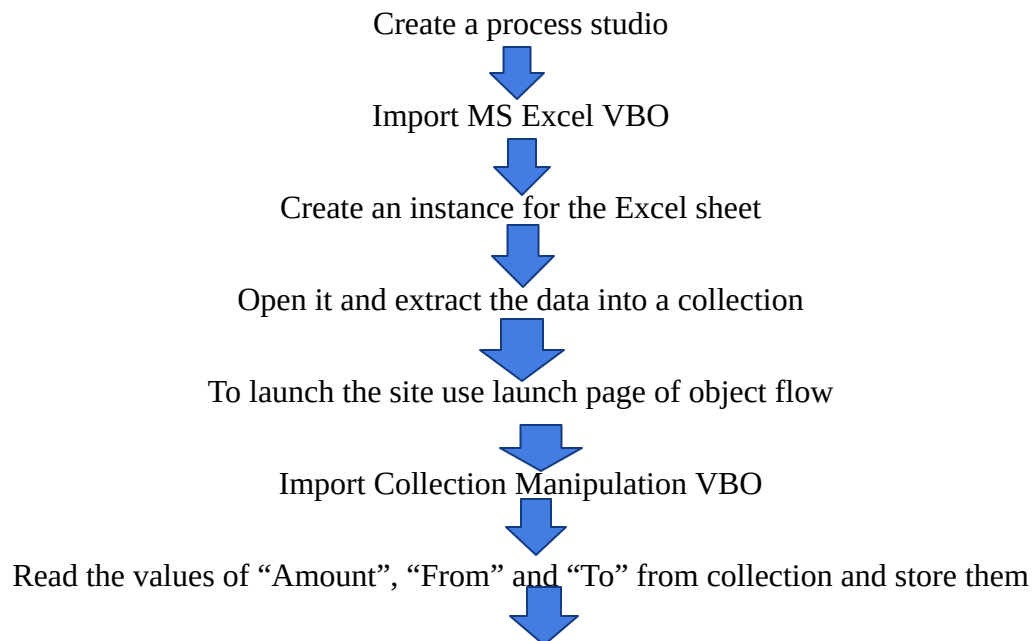 Create a process studio
Import MS Excel VBO
Create an instance for the Excel sheet
Open it and extract the data into a collection
To launch the site use launch page of object flow
Import Collection Manipulation VBO
Read the values of “Amount”, “From” and “To” from collection and store them